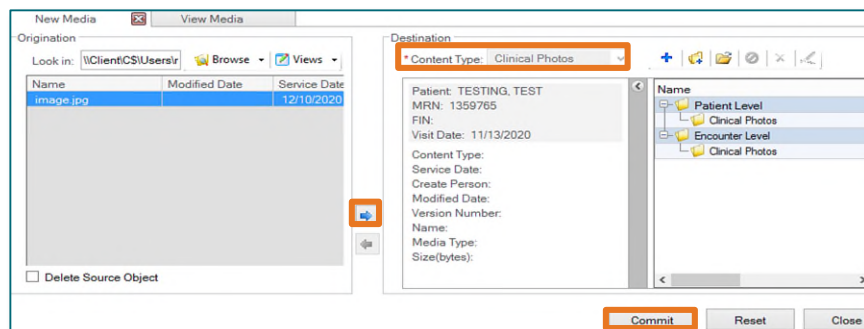 New Media View Media
Origination
Look in: \\Client\C$\Users\r Browse Views
Name Modified Date Service Date
image.jpg 12/10/2020
Delete Source Object
Destination
* Content Type: Clinical Photos
Patient: TESTING, TEST
MRN: 1359765
FIN:
Visit Date: 11/13/2020
Content Type:
Service Date:
Create Person:
Modified Date:
Version Number:
Name:
Media Type:
Size(bytes):
Name
Patient Level
Clinical Photos
Encounter Level
Clinical Photos
Commit Reset Close